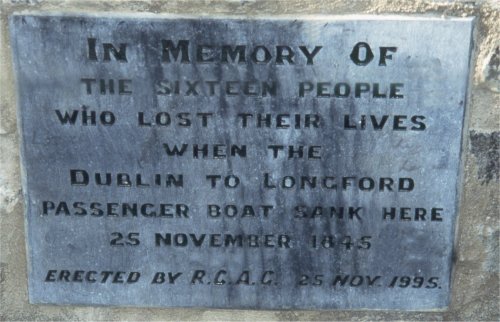 In Memory Of
the sixteen people
who lost their lives
when the
Dublin to Longford
passenger boat sank here
25 november 1845
erected by R.C.A.G. 25 nov. 1995.